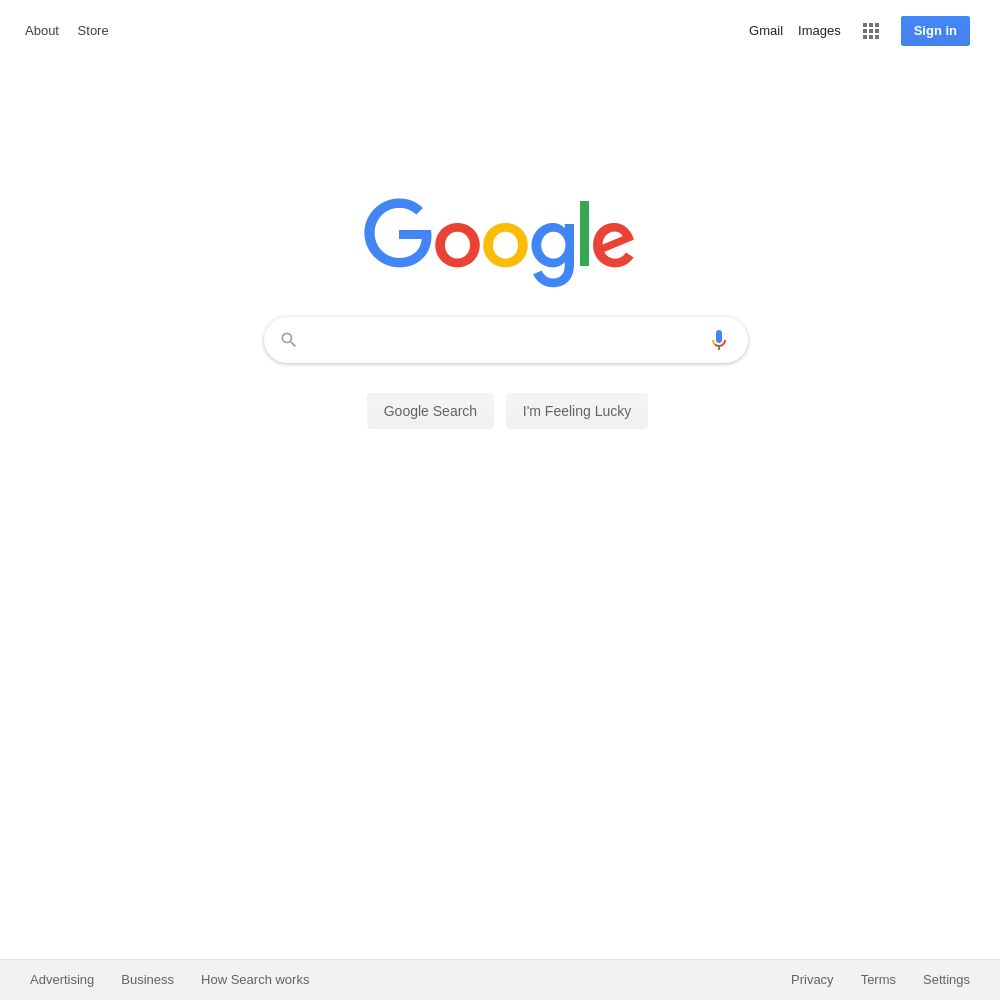 About Store Gmail Images Sign in
Google
Google Search I'm Feeling Lucky
Advertising Business How Search works Privacy Terms Settings